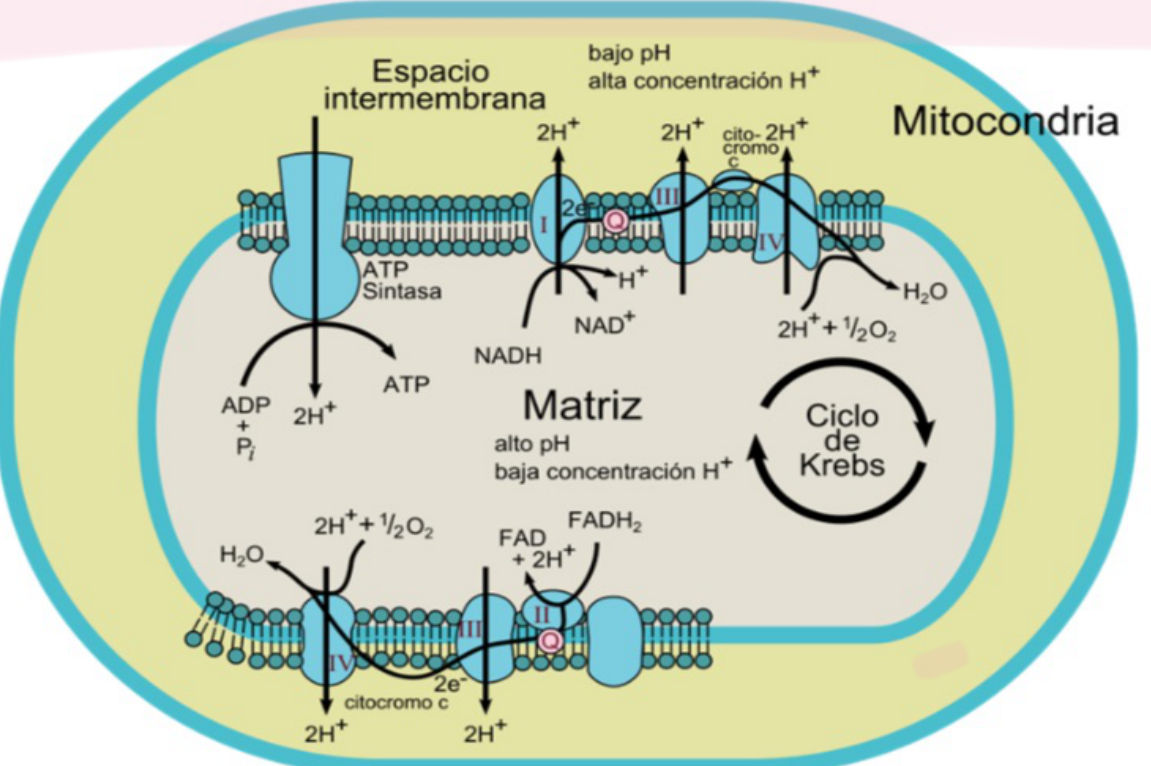 Espacio
intermembrana
bajo pH
alta concentración H⁺
Mitocondria
2H⁺
2H⁺
cito-
cromo
c
2H⁺
I
2e⁻
Q
III
IV
ATP
Sintasa
H⁺
NAD⁺
NADH
H₂O
2H⁺ + ¹/₂O₂
ADP
+
Pᵢ
2H⁺
ATP
Matriz
alto pH
baja concentración H⁺
Ciclo
de
Krebs
2H⁺ + ¹/₂O₂
H₂O
FAD
+ 2H⁺
FADH₂
IV
III
II
Q
2e⁻
citocromo c
2H⁺
2H⁺